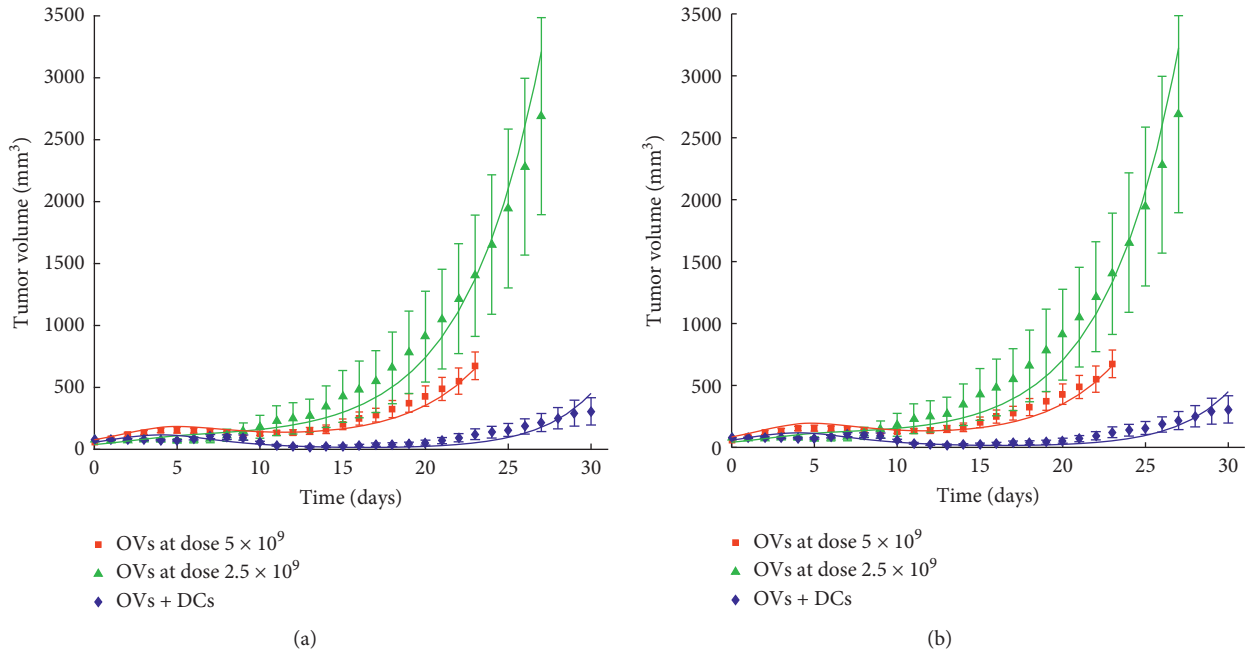 3500
3000
2500
2000
1500
1000
500
0
Tumor volume (mm³)
0 5 10 15 20 25 30
Time (days)
OVs at dose 5 × 10⁹
OVs at dose 2.5 × 10⁹
OVs + DCs
(a)
3500
3000
2500
2000
1500
1000
500
0
Tumor volume (mm³)
0 5 10 15 20 25 30
Time (days)
OVs at dose 5 × 10⁹
OVs at dose 2.5 × 10⁹
OVs + DCs
(b)